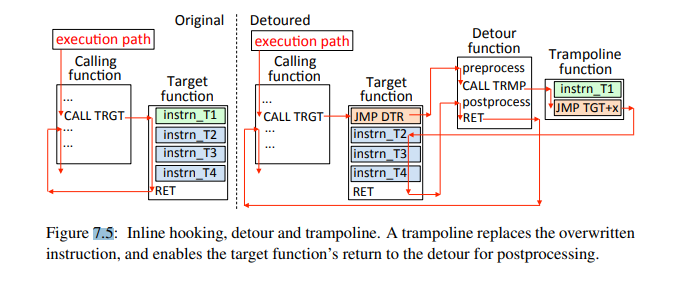 Original
Detoured
execution path
execution path
Calling
function
...
CALL TRGT
...
...
Target
function
instrn_T1
instrn_T2
instrn_T3
instrn_T4
RET
Calling
function
...
CALL TRGT
...
...
Target
function
JMP DTR
instrn_T2
instrn_T3
instrn_T4
RET
Detour
function
preprocess
CALL TRMP
postprocess
RET
Trampoline
function
instrn_T1
JMP TGT+x
Figure 7.5: Inline hooking, detour and trampoline. A trampoline replaces the overwritten
instruction, and enables the target function's return to the detour for postprocessing.